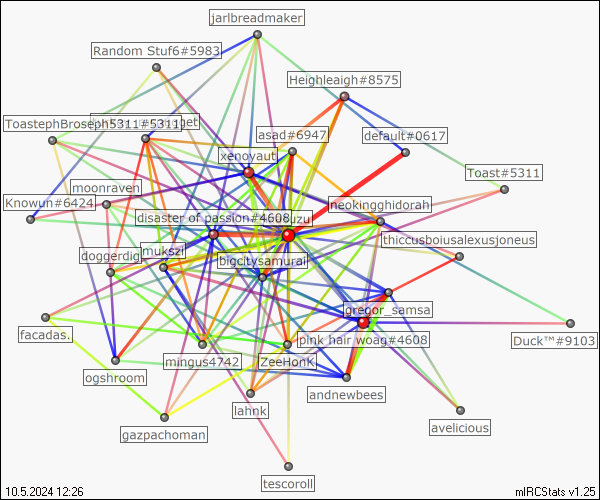 jarlbreadmaker
Random Stuf6#5983
Heighleaigh#8575
ToastephBroseph5311#5311
default#0617
asad#6947
xenovaut
Toast#5311
moonraven
Knowun#6424
neokingghidorah
disaster of passion#4608
uzu
thiccusboiusalexusjoneus
doggerdig
mukszi
bigcitysamurai
gregor_samsa
facadas.
Duck™#9103
pink hair woag#4608
mingus4742
ZeeHonK
ogshroom
andnewbees
lahnk
gazpachoman
avelicious
tescoroll
10.5.2024 12:26
mIRCStats v1.25